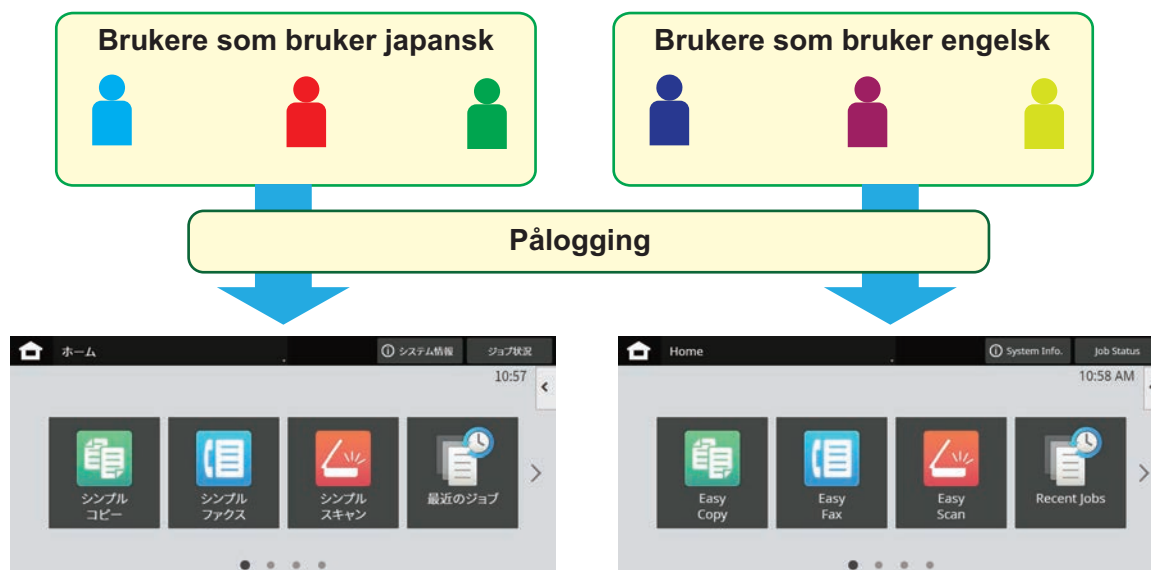 Brukere som bruker japansk
Brukere som bruker engelsk
Pålogging
ホーム
システム情報
ジョブ状況
10:57
シンプル
コピー
シンプル
ファクス
シンプル
スキャン
最近のジョブ
Home
System Info.
Job Status
10:58 AM
Easy
Copy
Easy
Fax
Easy
Scan
Recent Jobs